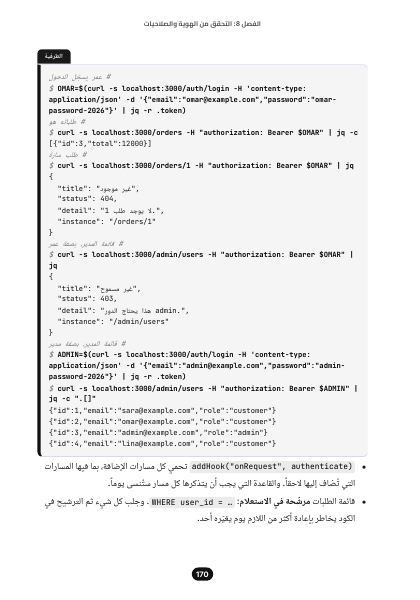 الفصل 8: التحقق من الهوية والصلاحيات
الطرفية
# عمر يسجّل الدخول
$ OMAR=$(curl -s localhost:3000/auth/login -H 'content-type:
application/json' -d '{"email":"omar@example.com","password":"omar-
password-2026"}' | jq -r .token)
# طلباته هو
$ curl -s localhost:3000/orders -H "authorization: Bearer $OMAR" | jq -c
[{"id":3,"total":12000}]
# طلب سارة
$ curl -s localhost:3000/orders/1 -H "authorization: Bearer $OMAR" | jq
{
"title": "غير موجود",
"status": 404,
"detail": "لا يوجد طلب 1.",
"instance": "/orders/1"
}
# قائمة المدير، بصفة عمر
$ curl -s localhost:3000/admin/users -H "authorization: Bearer $OMAR" |
jq
{
"title": "غير مسموح",
"status": 403,
"detail": "هذا يحتاج الدور admin.",
"instance": "/admin/users"
}
# قائمة المدير، بصفة مدير
$ ADMIN=$(curl -s localhost:3000/auth/login -H 'content-type:
application/json' -d '{"email":"admin@example.com","password":"admin-
password-2026"}' | jq -r .token)
$ curl -s localhost:3000/admin/users -H "authorization: Bearer $ADMIN" |
jq -c ".[]"
{"id":1,"email":"sara@example.com","role":"customer"}
{"id":2,"email":"omar@example.com","role":"customer"}
{"id":3,"email":"admin@example.com","role":"admin"}
{"id":4,"email":"lina@example.com","role":"customer"}
• addHook("onRequest", authenticate) تحمي كل مسارات الإضافة، بما فيها المسارات
التي تُضاف إليها لاحقاً. والقاعدة التي يجب أن يتذكرها كل مسار ستُنسى يوماً.
• قائمة الطلبات مرشّحة في الاستعلام: WHERE user_id = …. وجلب كل شيء ثم الترشيح في
الكود يخاطر بإعادة أكثر من اللازم يوم يغيّره أحد.
170